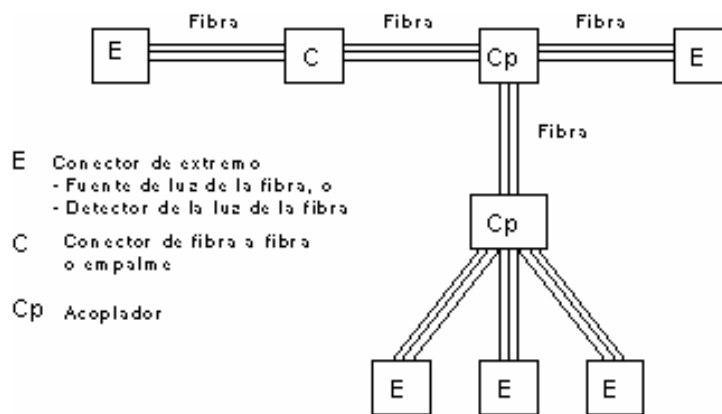 Fibra Fibra Fibra
E C Cp E
Fibra
E Conector de extremo
- Fuente de luz de la fibra, o
- Detector de la luz de la fibra
Cp
C Conector de fibra a fibra
o empalme
Cp Acoplador
E E E